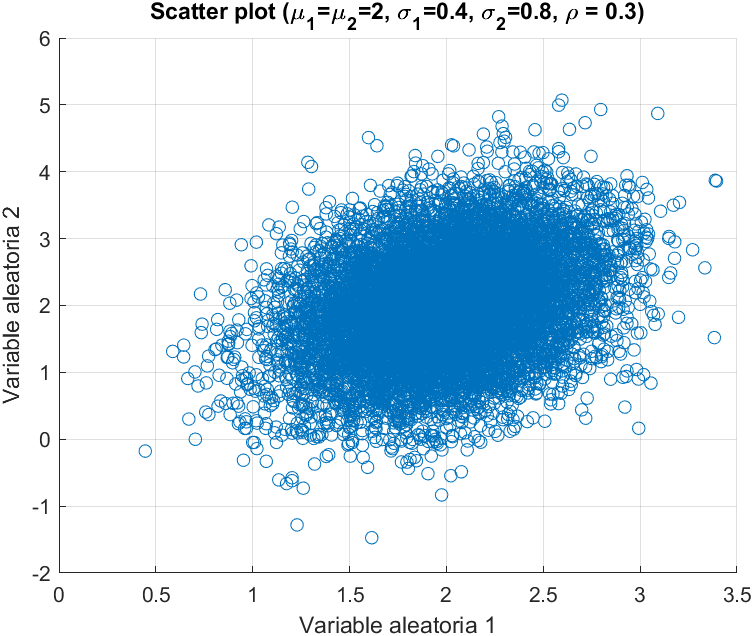 Scatter plot (μ1=μ2=2, σ1=0.4, σ2=0.8, ρ = 0.3)
6
5
4
3
2
1
0
-1
-2
Variable aleatoria 2
0 0.5 1 1.5 2 2.5 3 3.5
Variable aleatoria 1